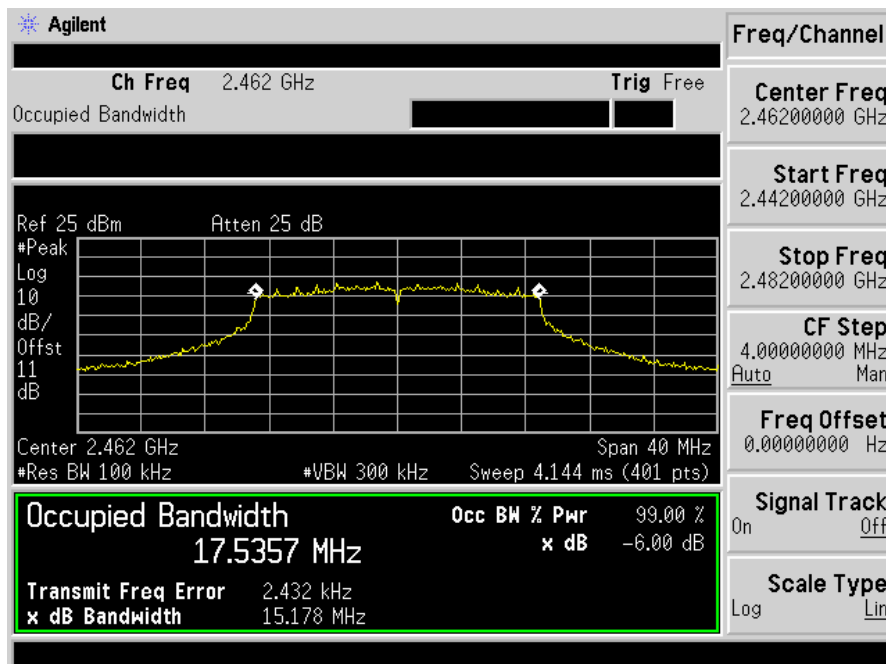 Agilent
Freq/Channel
Ch Freq 2.462 GHz Trig Free
Occupied Bandwidth
Center Freq
2.46200000 GHz
Start Freq
2.44200000 GHz
Stop Freq
2.48200000 GHz
CF Step
4.00000000 MHz
Auto Man
Freq Offset
0.00000000 Hz
Signal Track
On Off
Scale Type
Log Lin
Ref 25 dBm Atten 25 dB
#Peak
Log
10
dB/
Offst
11
dB
Center 2.462 GHz Span 40 MHz
#Res BW 100 kHz #VBW 300 kHz Sweep 4.144 ms (401 pts)
Occupied Bandwidth Occ BW % Pwr 99.00 %
17.5357 MHz x dB -6.00 dB
Transmit Freq Error 2.432 kHz
x dB Bandwidth 15.178 MHz